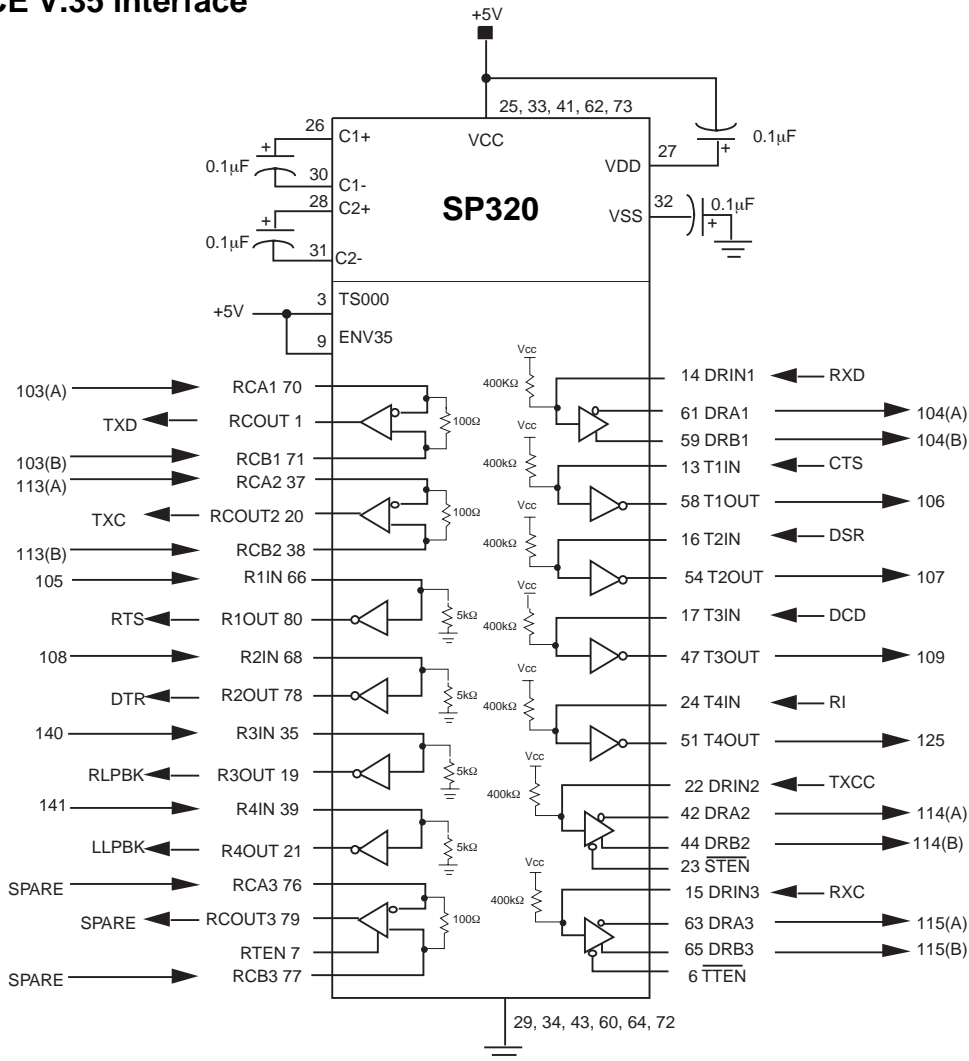 CE V.35 Interface
+5V
25, 33, 41, 62, 73
26 C1+
VCC
0.1µF
27
VDD
0.1µF
30 C1-
28 C2+
SP320
32
VSS
0.1µF
0.1µF
31 C2-
3 TS000
+5V
9 ENV35
103(A) RCA1 70
TXD RCOUT 1
100Ω
103(B) RCB1 71
113(A) RCA2 37
TXC RCOUT2 20
100Ω
113(B) RCB2 38
105 R1IN 66
RTS R1OUT 80
5kΩ
108 R2IN 68
DTR R2OUT 78
5kΩ
140 R3IN 35
RLPBK R3OUT 19
5kΩ
141 R4IN 39
LLPBK R4OUT 21
5kΩ
SPARE RCA3 76
SPARE RCOUT3 79
100Ω
RTEN 7
SPARE RCB3 77
Vcc
400KΩ
14 DRIN1 RXD
61 DRA1 104(A)
59 DRB1 104(B)
Vcc
400kΩ
13 T1IN CTS
58 T1OUT 106
Vcc
400kΩ
16 T2IN DSR
54 T2OUT 107
Vcc
400kΩ
17 T3IN DCD
47 T3OUT 109
Vcc
400kΩ
24 T4IN RI
51 T4OUT 125
Vcc
400kΩ
22 DRIN2 TXCC
42 DRA2 114(A)
44 DRB2 114(B)
23 STEN
Vcc
400kΩ
15 DRIN3 RXC
63 DRA3 115(A)
65 DRB3 115(B)
6 TTEN
29, 34, 43, 60, 64, 72